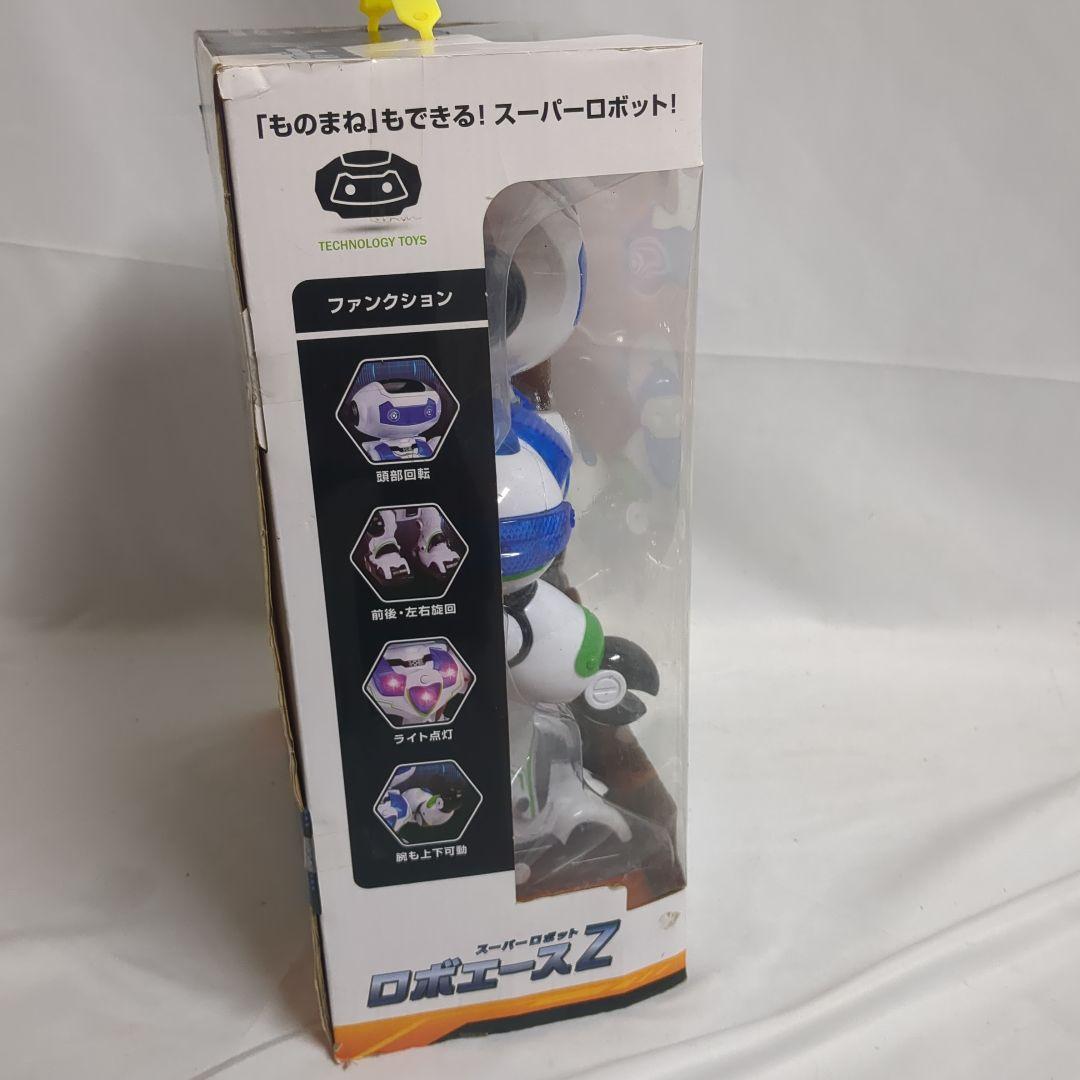 「ものまね」もできる! スーパーロボット!
TECHNOLOGY TOYS
ファンクション
頭部回転
前後・左右旋回
ライト点灯
腕も上下可動
スーパーロボット
ロボエースZ